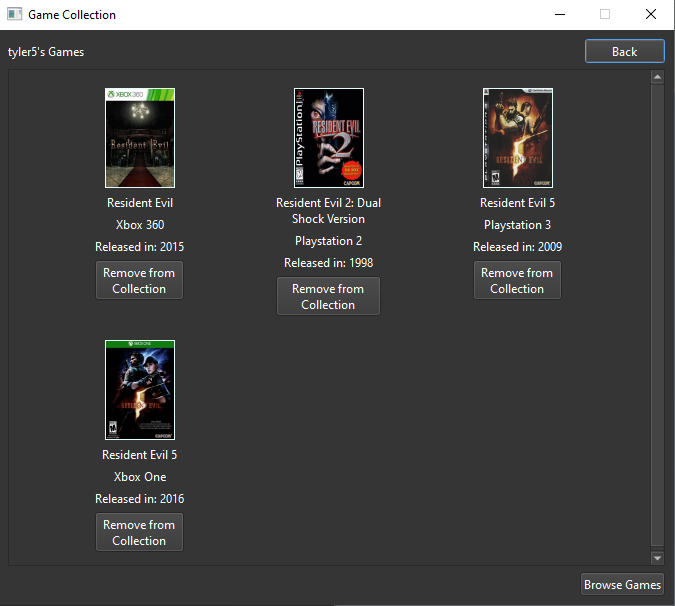 Game Collection
tyler5's Games
Back
XBOX 360
Resident Evil
Resident Evil
Xbox 360
Released in: 2015
Remove from
Collection
PlayStation
RESIDENT EVIL
2
CAPCOM
Resident Evil 2: Dual
Shock Version
Playstation 2
Released in: 1998
Remove from
Collection
RESIDENT EVIL
5
CAPCOM
Resident Evil 5
Playstation 3
Released in: 2009
Remove from
Collection
XBOX ONE
RESIDENT EVIL
5
CAPCOM
Resident Evil 5
Xbox One
Released in: 2016
Remove from
Collection
Browse Games